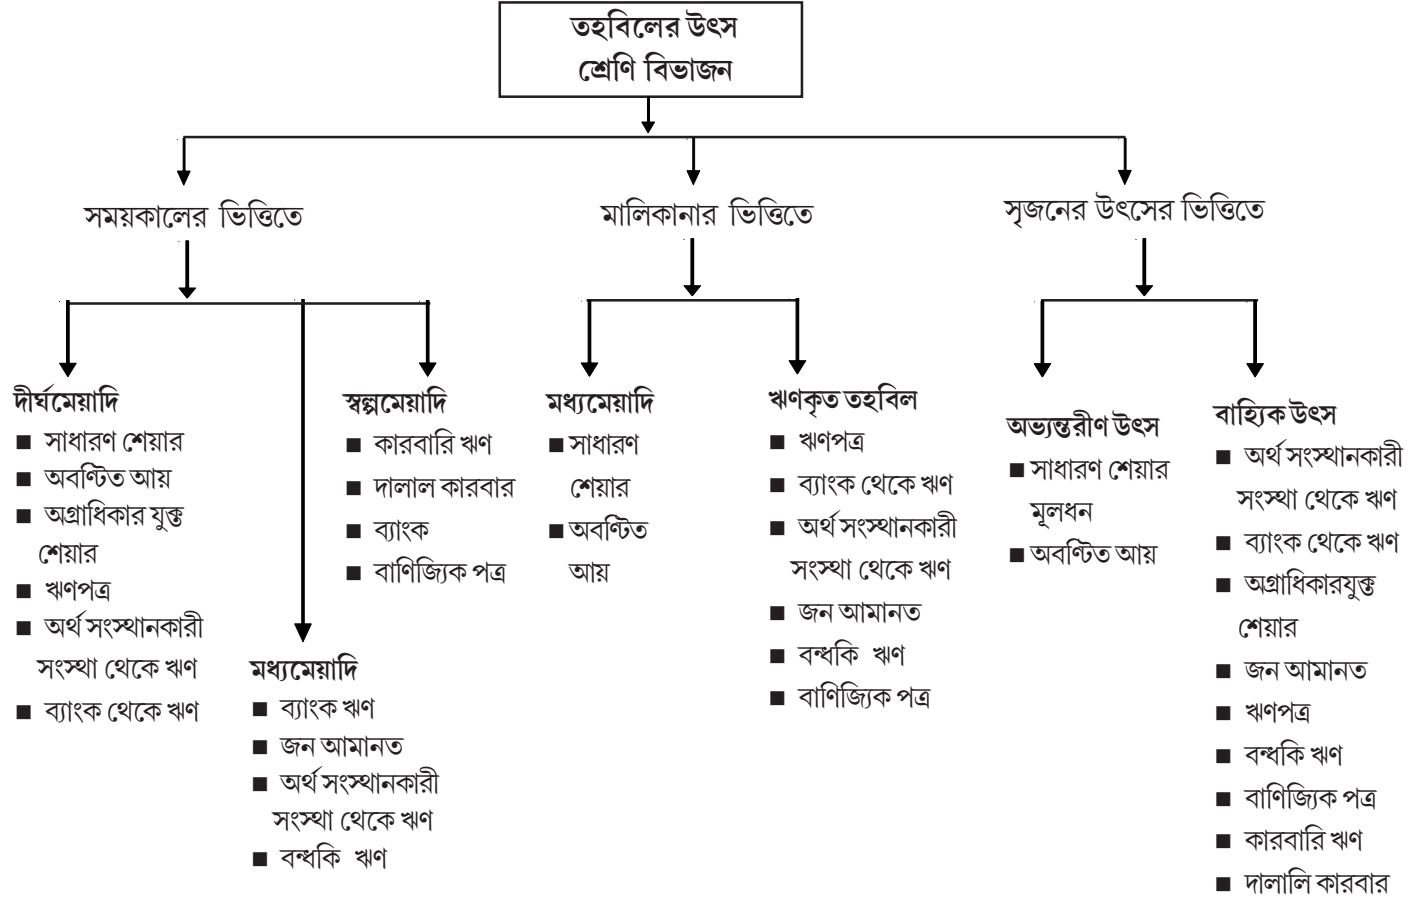 তহবিলের উৎস
শ্রেণি বিভাজন
সময়কালের ভিত্তিতে
মালিকানার ভিত্তিতে
সৃজনের উৎসের ভিত্তিতে
দীর্ঘমেয়াদি
■ সাধারণ শেয়ার
■ অবণ্টিত আয়
■ অগ্রাধিকার যুক্ত
শেয়ার
■ ঋণপত্র
■ অর্থ সংস্থানকারী
সংস্থা থেকে ঋণ
■ ব্যাংক থেকে ঋণ
মধ্যমেয়াদি
■ ব্যাংক ঋণ
■ জন আমানত
■ অর্থ সংস্থানকারী
সংস্থা থেকে ঋণ
■ বন্ধকি ঋণ
স্বল্পমেয়াদি
■ কারবারি ঋণ
■ দালাল কারবার
■ ব্যাংক
■ বাণিজ্যিক পত্র
মধ্যমেয়াদি
■ সাধারণ
শেয়ার
■ অবণ্টিত
আয়
ঋণকৃত তহবিল
■ ঋণপত্র
■ ব্যাংক থেকে ঋণ
■ অর্থ সংস্থানকারী
সংস্থা থেকে ঋণ
■ জন আমানত
■ বন্ধকি ঋণ
■ বাণিজ্যিক পত্র
অভ্যন্তরীণ উৎস
■ সাধারণ শেয়ার
মূলধন
■ অবণ্টিত আয়
বাহ্যিক উৎস
■ অর্থ সংস্থানকারী
সংস্থা থেকে ঋণ
■ ব্যাংক থেকে ঋণ
■ অগ্রাধিকারযুক্ত
শেয়ার
■ জন আমানত
■ ঋণপত্র
■ বন্ধকি ঋণ
■ বাণিজ্যিক পত্র
■ কারবারি ঋণ
■ দালালি কারবার